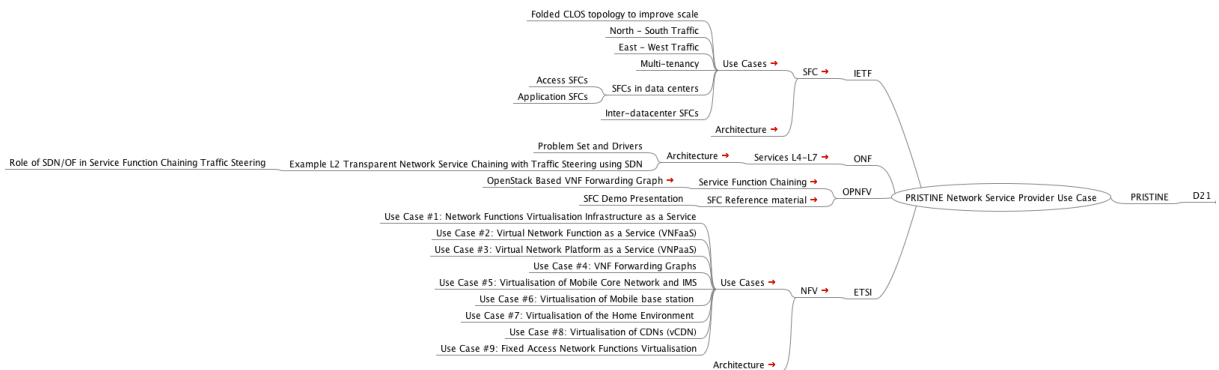 Folded CLOS topology to improve scale
North - South Traffic
East - West Traffic
Multi-tenancy
Access SFCs
Application SFCs
SFCs in data centers
Inter-datacenter SFCs
Use Cases
Architecture
SFC
IETF
Role of SDN/OF in Service Function Chaining Traffic Steering
Problem Set and Drivers
Example L2 Transparent Network Service Chaining with Traffic Steering using SDN
Architecture
Services L4-L7
ONF
OpenStack Based VNF Forwarding Graph
Service Function Chaining
SFC Demo Presentation
SFC Reference material
OPNFV
PRISTINE Network Service Provider Use Case
PRISTINE
D21
Use Case #1: Network Functions Virtualisation Infrastructure as a Service
Use Case #2: Virtual Network Function as a Service (VNFaaS)
Use Case #3: Virtual Network Platform as a Service (VNPaaS)
Use Case #4: VNF Forwarding Graphs
Use Case #5: Virtualisation of Mobile Core Network and IMS
Use Case #6: Virtualisation of Mobile base station
Use Case #7: Virtualisation of the Home Environment
Use Case #8: Virtualisation of CDNs (vCDN)
Use Case #9: Fixed Access Network Functions Virtualisation
Use Cases
Architecture
NFV
ETSI